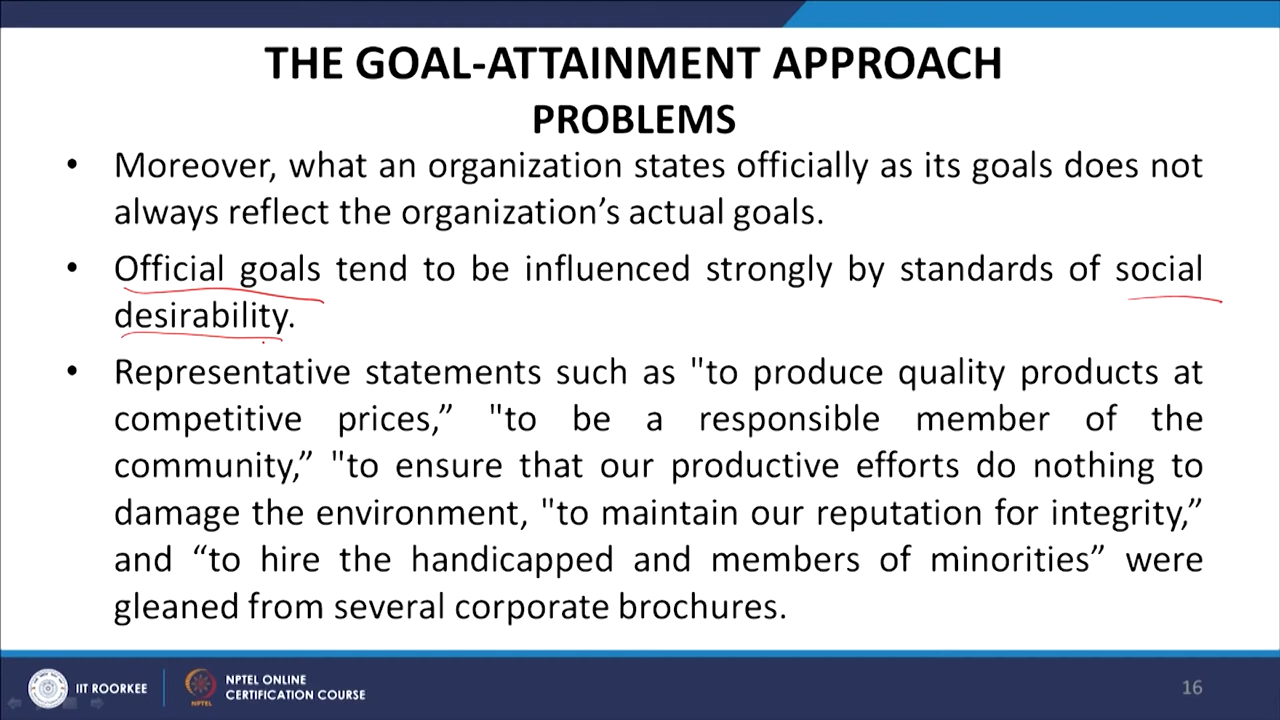 THE GOAL-ATTAINMENT APPROACH
PROBLEMS
• Moreover, what an organization states officially as its goals does not
always reflect the organization’s actual goals.
• Official goals tend to be influenced strongly by standards of social
desirability.
• Representative statements such as "to produce quality products at
competitive prices,” "to be a responsible member of the
community,” "to ensure that our productive efforts do nothing to
damage the environment, "to maintain our reputation for integrity,”
and “to hire the handicapped and members of minorities” were
gleaned from several corporate brochures.
IIT ROORKEE
NPTEL
NPTEL ONLINE
CERTIFICATION COURSE
16